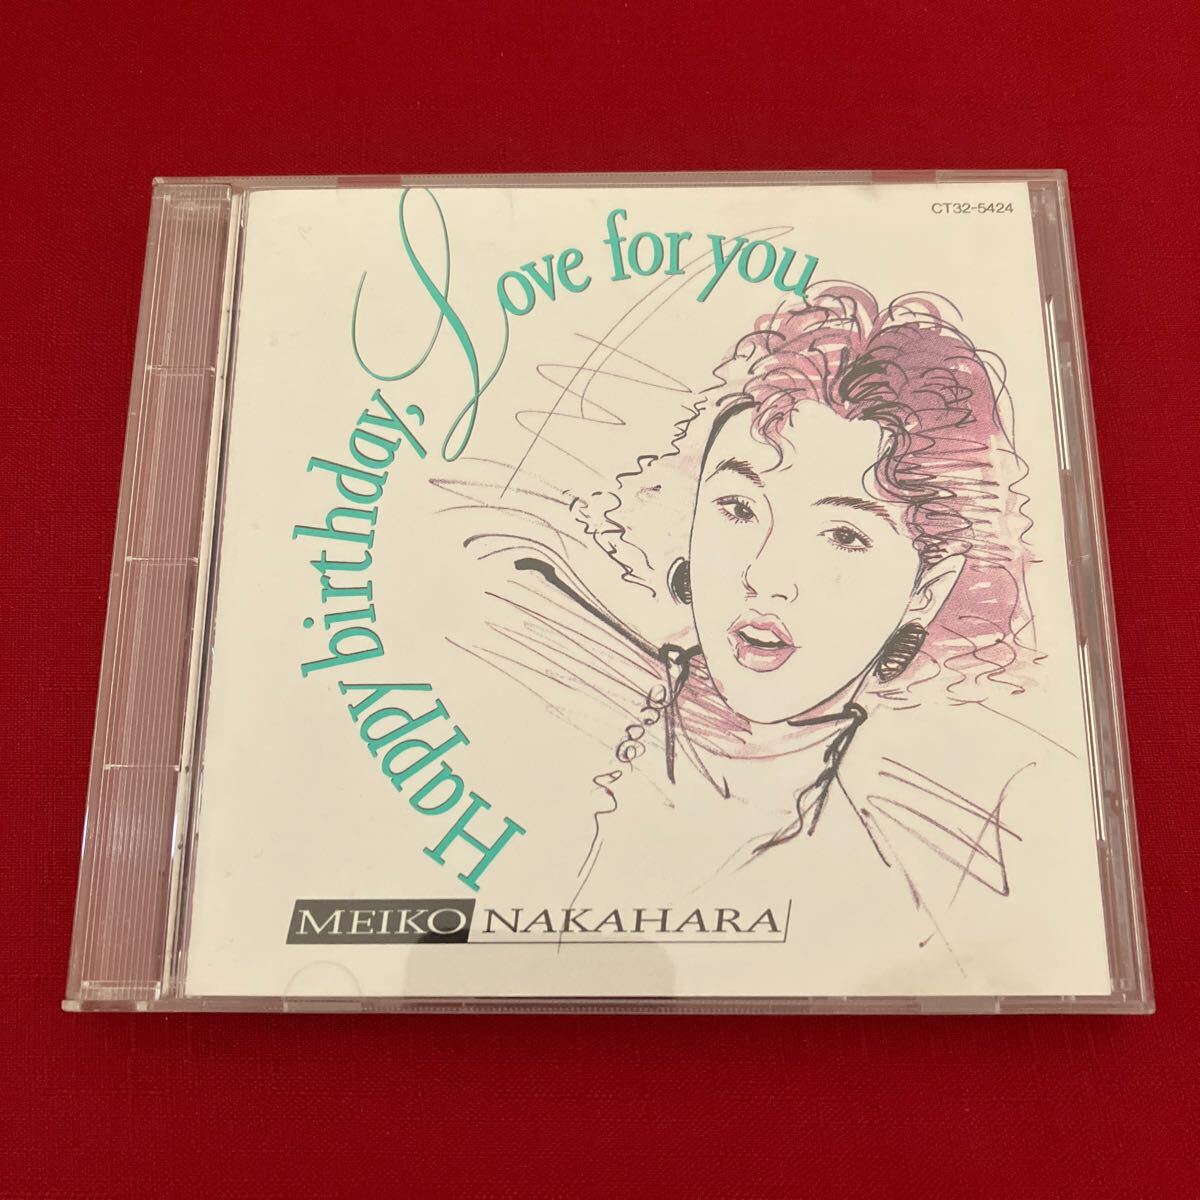 CT32-5424
Happy birthday, Love for you
MEIKO NAKAHARA